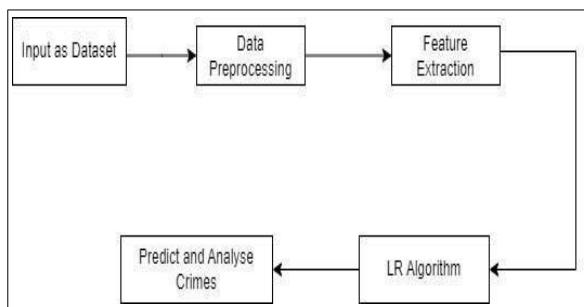 Input as Dataset
Data
Preprocessing
Feature
Extraction
Predict and Analyse
Crimes
LR Algorithm